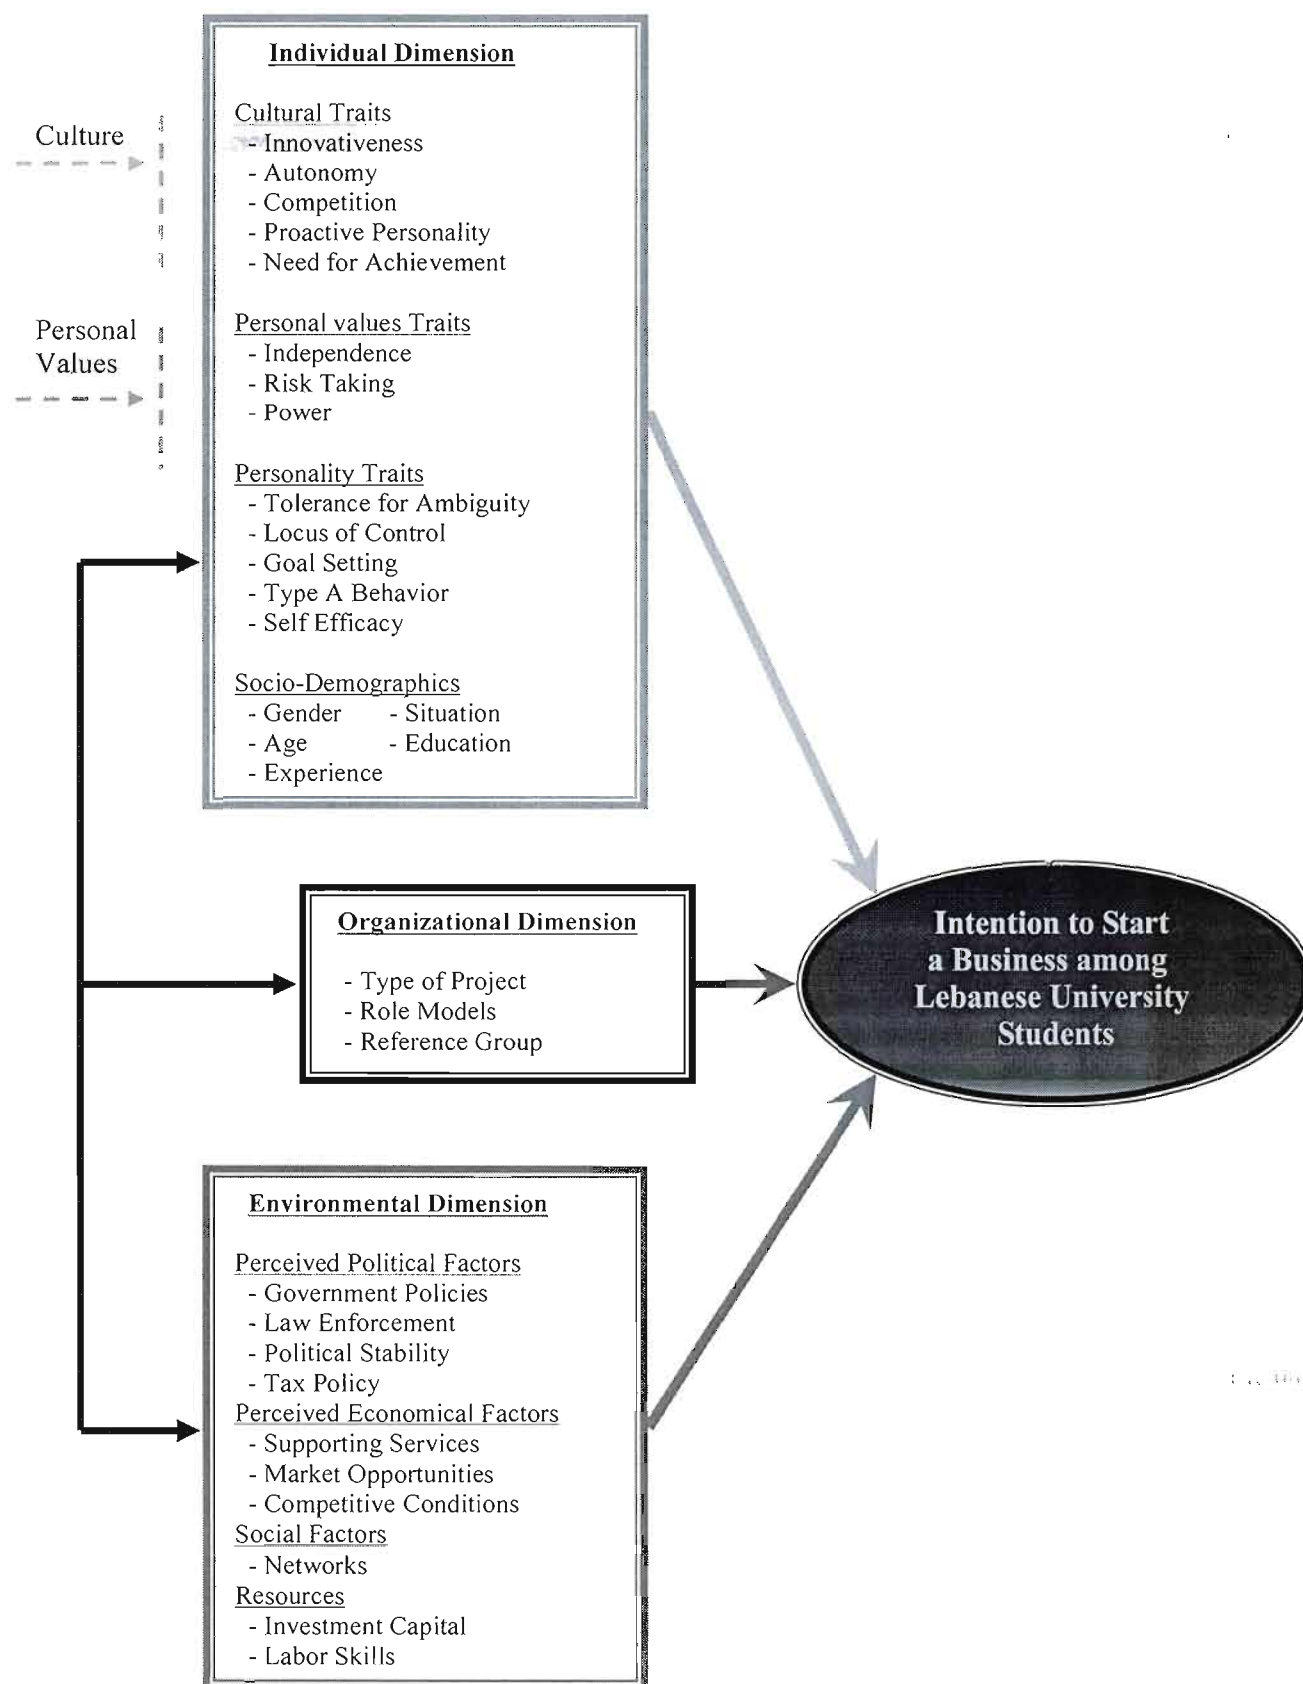 Individual Dimension
Cultural Traits
- Innovativeness
- Autonomy
- Competition
- Proactive Personality
- Need for Achievement
Personal values Traits
- Independence
- Risk Taking
- Power
Personality Traits
- Tolerance for Ambiguity
- Locus of Control
- Goal Setting
- Type A Behavior
- Self Efficacy
Socio-Demographics
- Gender - Situation
- Age - Education
- Experience
Culture
Personal
Values
Organizational Dimension
- Type of Project
- Role Models
- Reference Group
Environmental Dimension
Perceived Political Factors
- Government Policies
- Law Enforcement
- Political Stability
- Tax Policy
Perceived Economical Factors
- Supporting Services
- Market Opportunities
- Competitive Conditions
Social Factors
- Networks
Resources
- Investment Capital
- Labor Skills
Intention to Start
a Business among
Lebanese University
Students